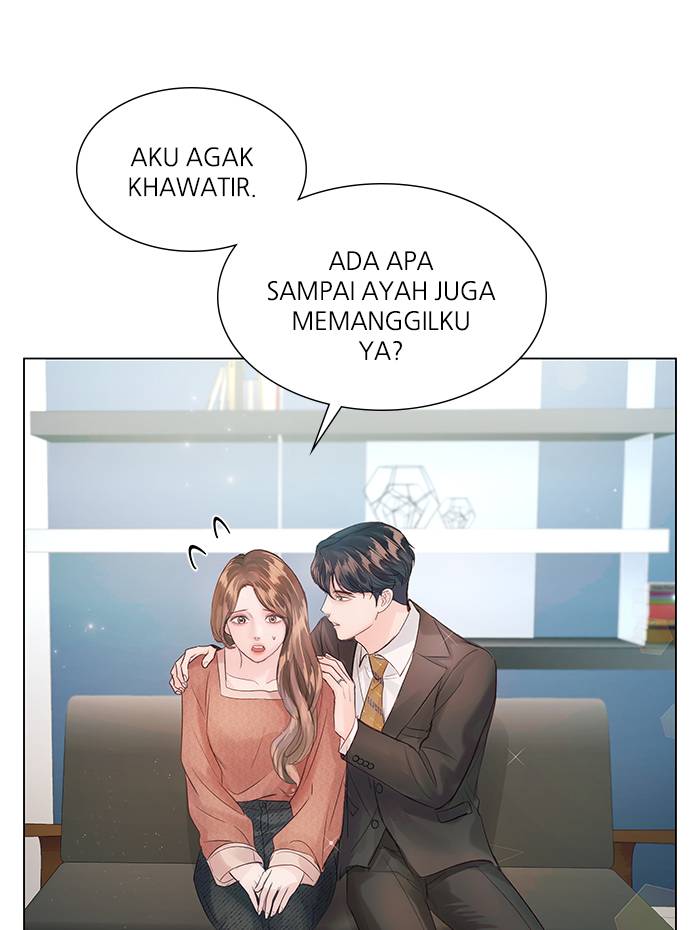 AKU AGAK
KHAWATIR.
ADA APA
SAMPAI AYAH JUGA
MEMANGGILKU
YA?